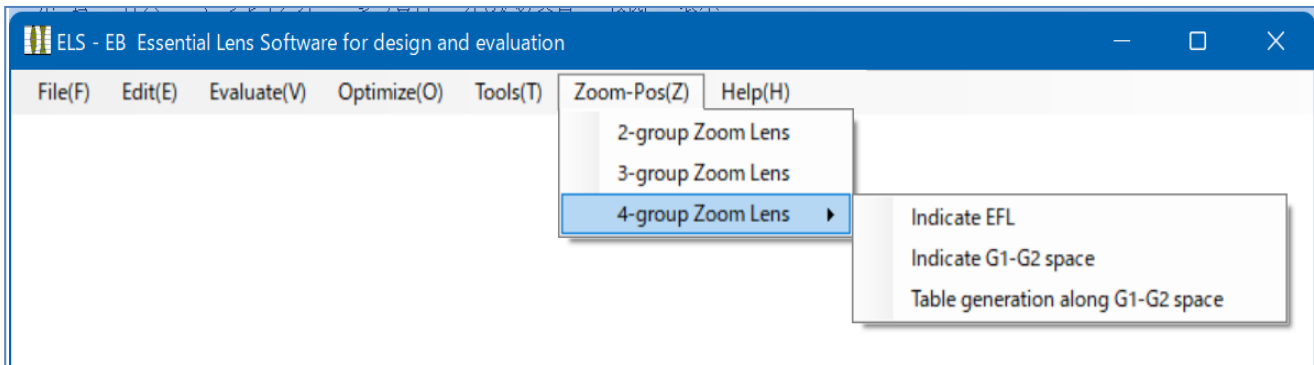 ELS - EB Essential Lens Software for design and evaluation
File(F) Edit(E) Evaluate(V) Optimize(O) Tools(T) Zoom-Pos(Z) Help(H)
2-group Zoom Lens
3-group Zoom Lens
4-group Zoom Lens
Indicate EFL
Indicate G1-G2 space
Table generation along G1-G2 space